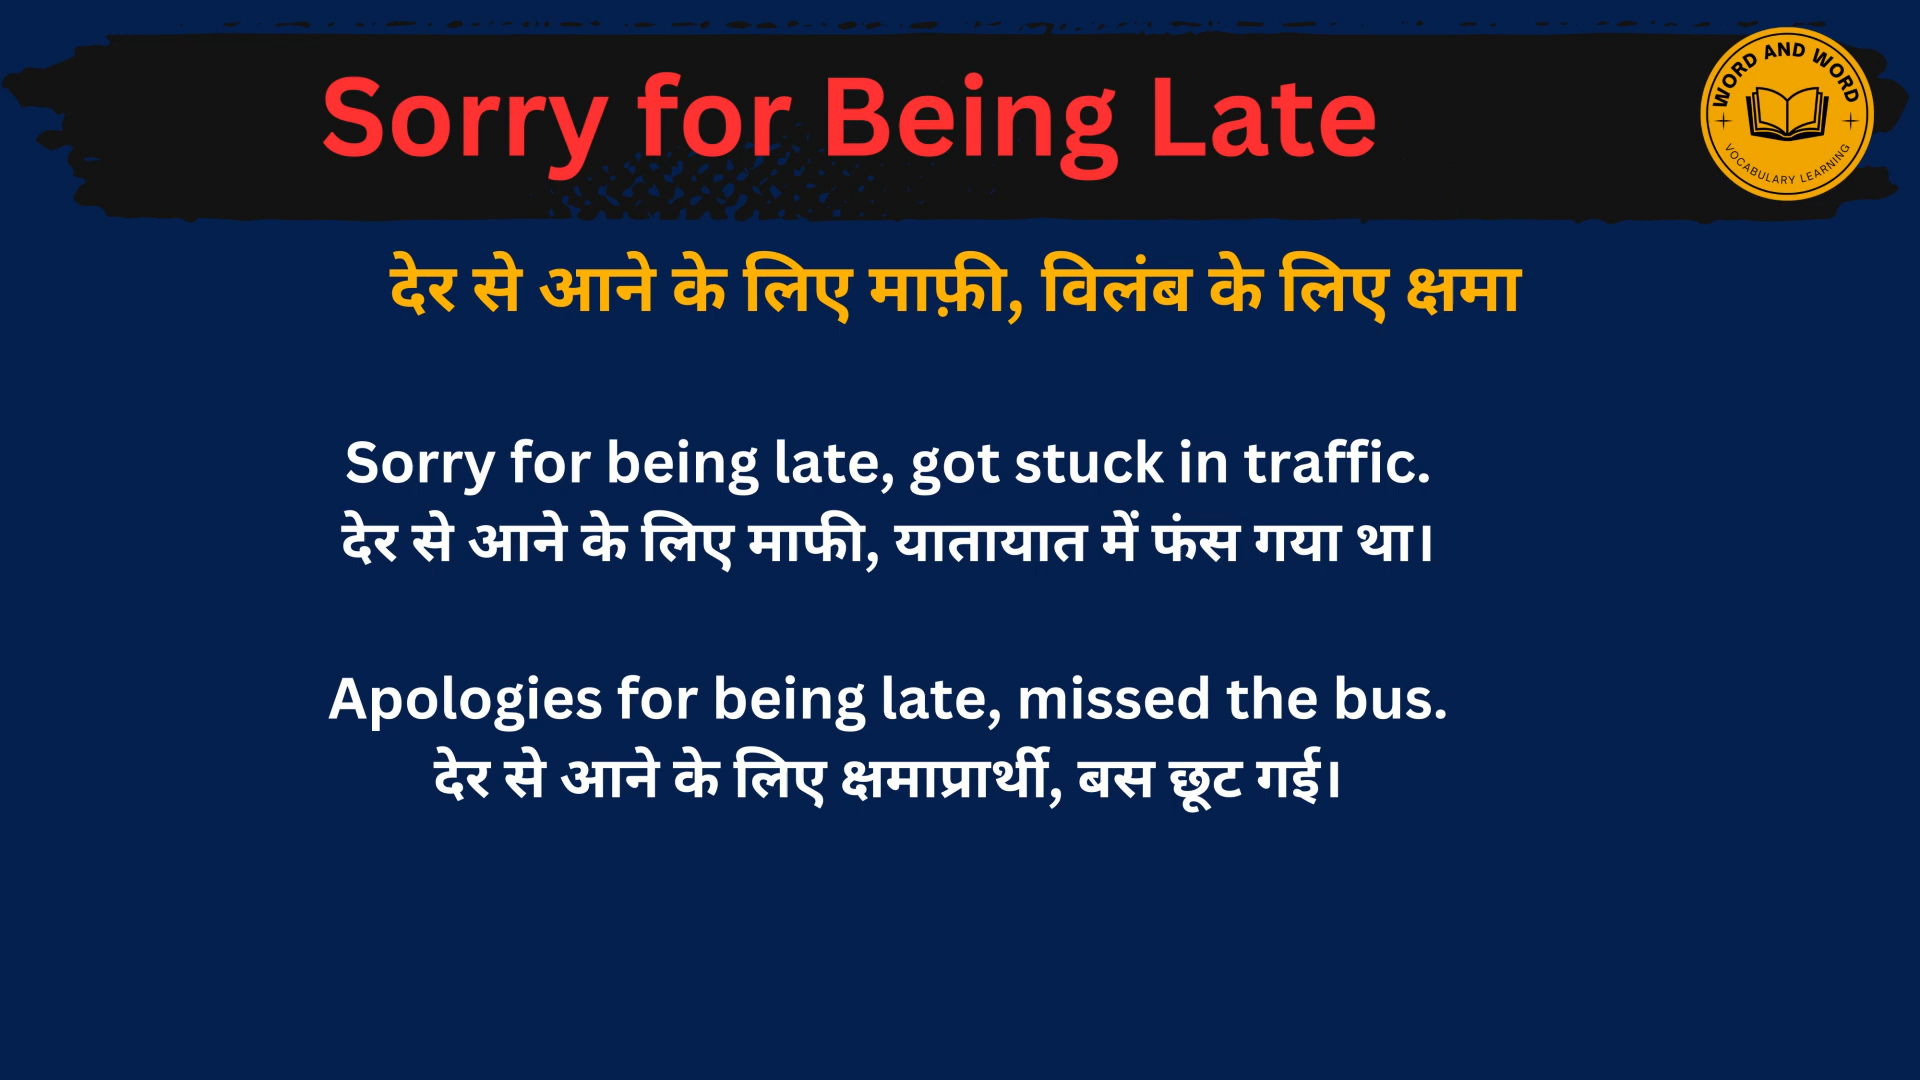 Sorry for Being Late
WORD AND WORD
VOCABULARY LEARNING
देर से आने के लिए माफ़ी, विलंब के लिए क्षमा
Sorry for being late, got stuck in traffic.
देर से आने के लिए माफी, यातायात में फंस गया था।
Apologies for being late, missed the bus.
देर से आने के लिए क्षमाप्रार्थी, बस छूट गई।